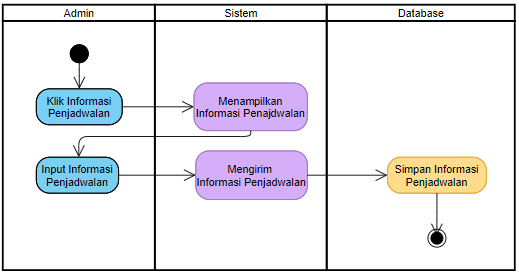 Admin
Sistem
Database
Klik Informasi
Penjadwalan
Menampilkan
Informasi Penajdwalan
Input Informasi
Penjadwalan
Mengirim
Informasi Penjadwalan
Simpan Informasi
Penjadwalan